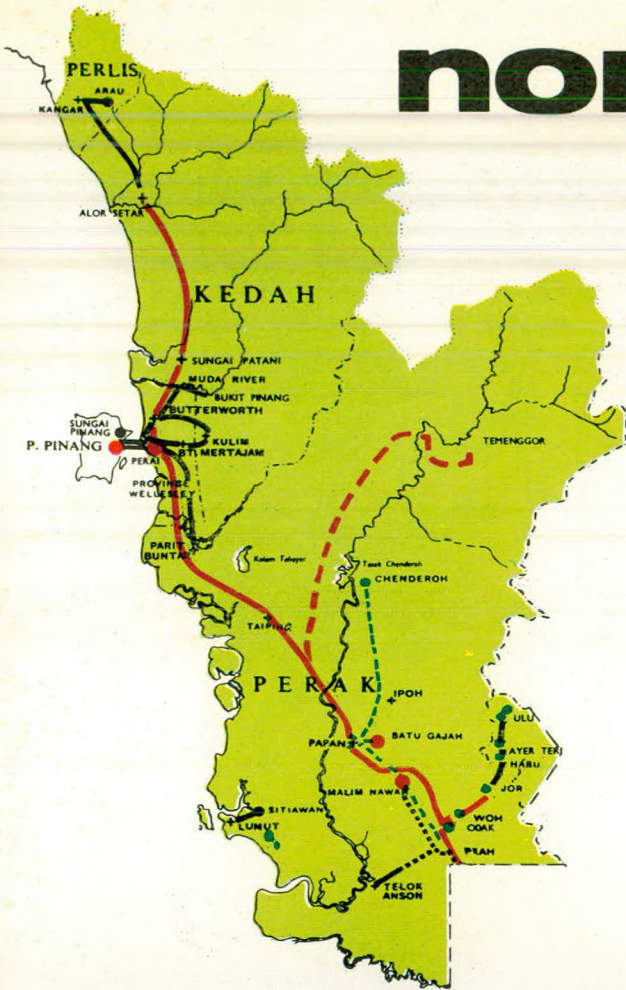 nor
PERLIS
ARAU
KANGAR
ALOR SETAR
KEDAH
SUNGAI PATANI
MUDA RIVER
BUKIT PINANG
BUTTERWORTH
SUNGAI
PINANG
P. PINANG
KULIM
BT. MERTAJAM
PERAI
PROVINCE
WELLESLEY
TEMENGGOR
PARIT
BUNTAR
Kolam
Tasek Chenderoh
CHENDEROH
TAIPING
PERAK
IPOH
PAPAN
BATU GAJAH
ULU
AYER TERJ
HABU
MALIM NAWAR
JOR
SITIAWAN
LUMUT
WOH
ODAK
TELOK
ANSON